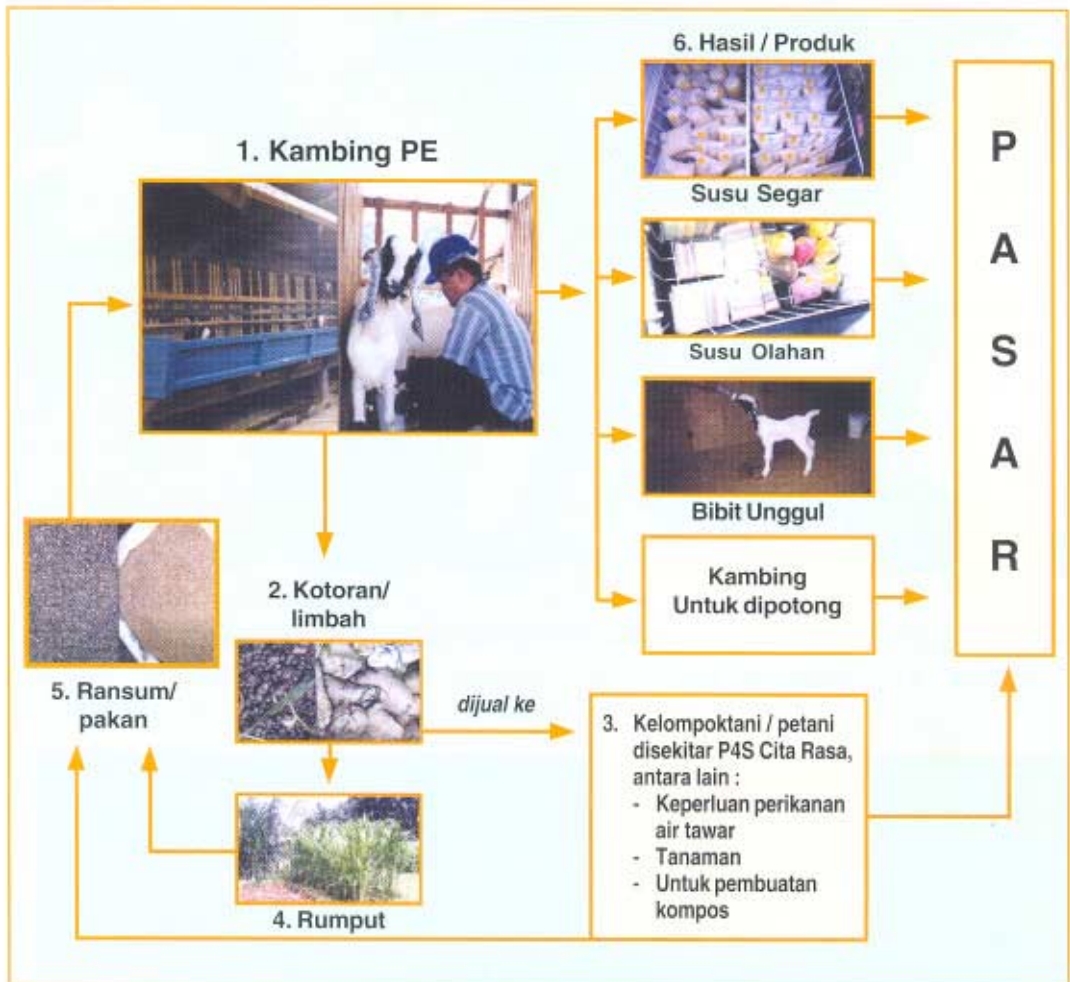 6. Hasil / Produk
1. Kambing PE
Susu Segar
Susu Olahan
Bibit Unggul
Kambing
Untuk dipotong
P
A
S
A
R
2. Kotoran/
limbah
5. Ransum/
pakan
dijual ke
3. Kelompoktani / petani
disekitar P4S Cita Rasa,
antara lain :
- Keperluan perikanan
air tawar
- Tanaman
- Untuk pembuatan
kompos
4. Rumput